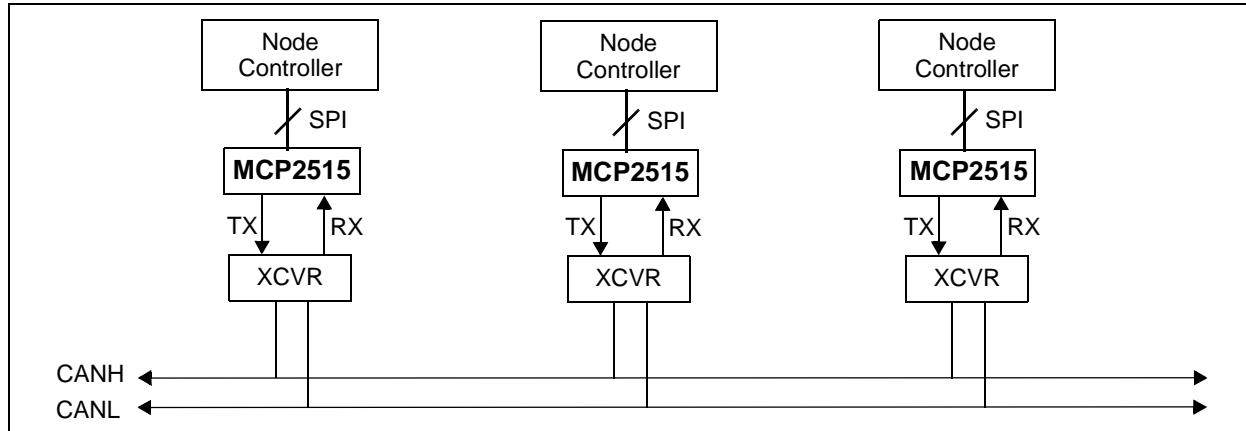 Node
Controller
Node
Controller
Node
Controller
SPI
SPI
SPI
MCP2515
MCP2515
MCP2515
TX
RX
TX
RX
TX
RX
XCVR
XCVR
XCVR
CANH
CANL